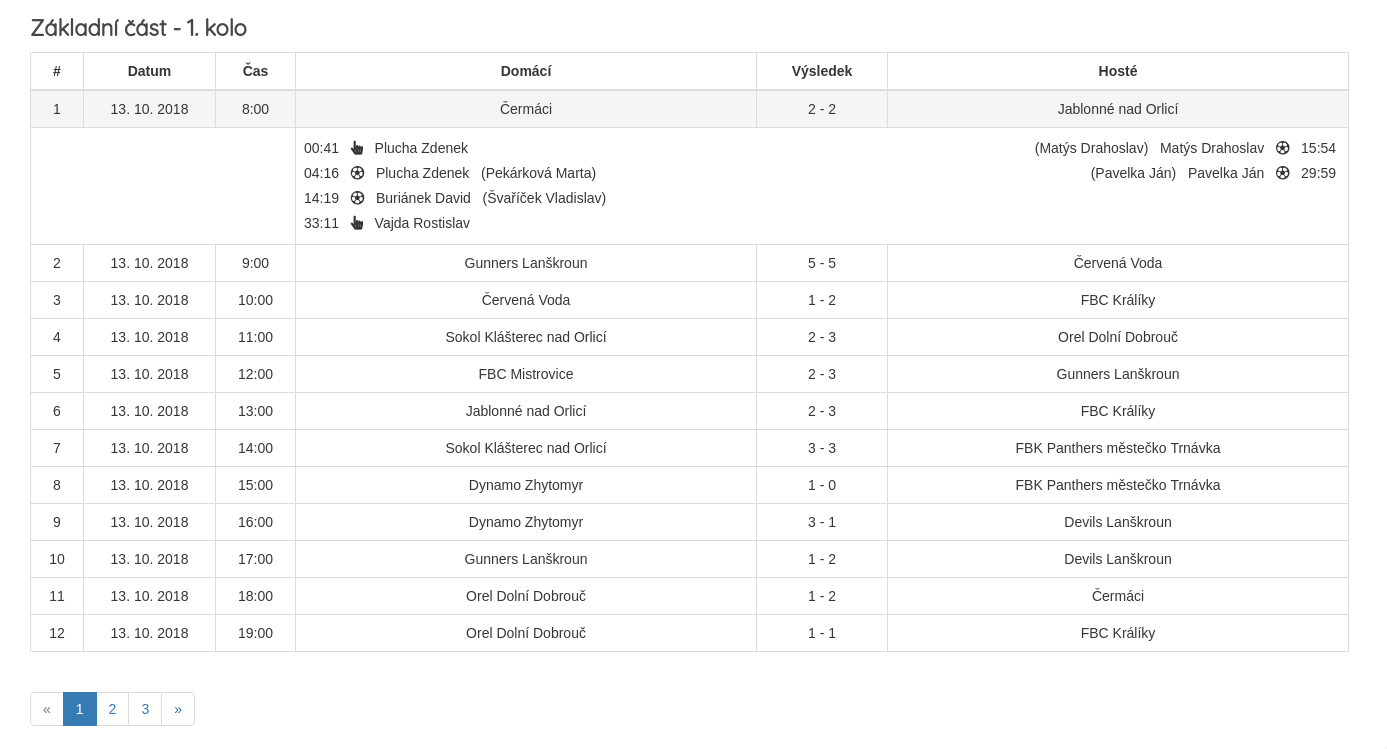 Základní část - 1. kolo
# Datum Čas Domácí Výsledek Hosté
1 13. 10. 2018 8:00 Čermáci 2 - 2 Jablonné nad Orlicí
00:41 Plucha Zdenek (Matýs Drahoslav) Matýs Drahoslav 15:54
04:16 Plucha Zdenek (Pekárková Marta) (Pavelka Ján) Pavelka Ján 29:59
14:19 Buriánek David (Švaříček Vladislav)
33:11 Vajda Rostislav
2 13. 10. 2018 9:00 Gunners Lanškroun 5 - 5 Červená Voda
3 13. 10. 2018 10:00 Červená Voda 1 - 2 FBC Králíky
4 13. 10. 2018 11:00 Sokol Klášterec nad Orlicí 2 - 3 Orel Dolní Dobrouč
5 13. 10. 2018 12:00 FBC Mistrovice 2 - 3 Gunners Lanškroun
6 13. 10. 2018 13:00 Jablonné nad Orlicí 2 - 3 FBC Králíky
7 13. 10. 2018 14:00 Sokol Klášterec nad Orlicí 3 - 3 FBK Panthers městečko Trnávka
8 13. 10. 2018 15:00 Dynamo Zhytomyr 1 - 0 FBK Panthers městečko Trnávka
9 13. 10. 2018 16:00 Dynamo Zhytomyr 3 - 1 Devils Lanškroun
10 13. 10. 2018 17:00 Gunners Lanškroun 1 - 2 Devils Lanškroun
11 13. 10. 2018 18:00 Orel Dolní Dobrouč 1 - 2 Čermáci
12 13. 10. 2018 19:00 Orel Dolní Dobrouč 1 - 1 FBC Králíky
« 1 2 3 »